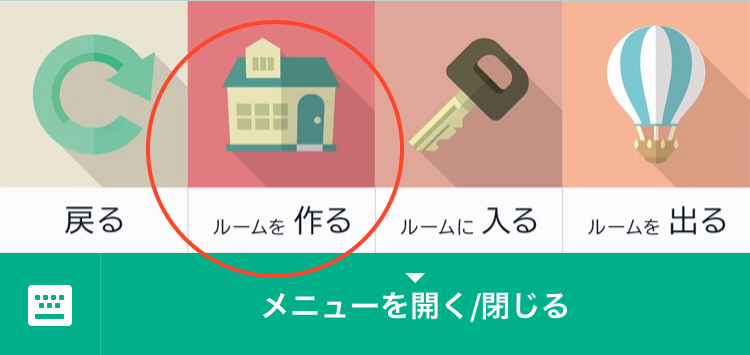 戻る
ルームを 作る
ルームに 入る
ルームを 出る
メニューを開く/閉じる